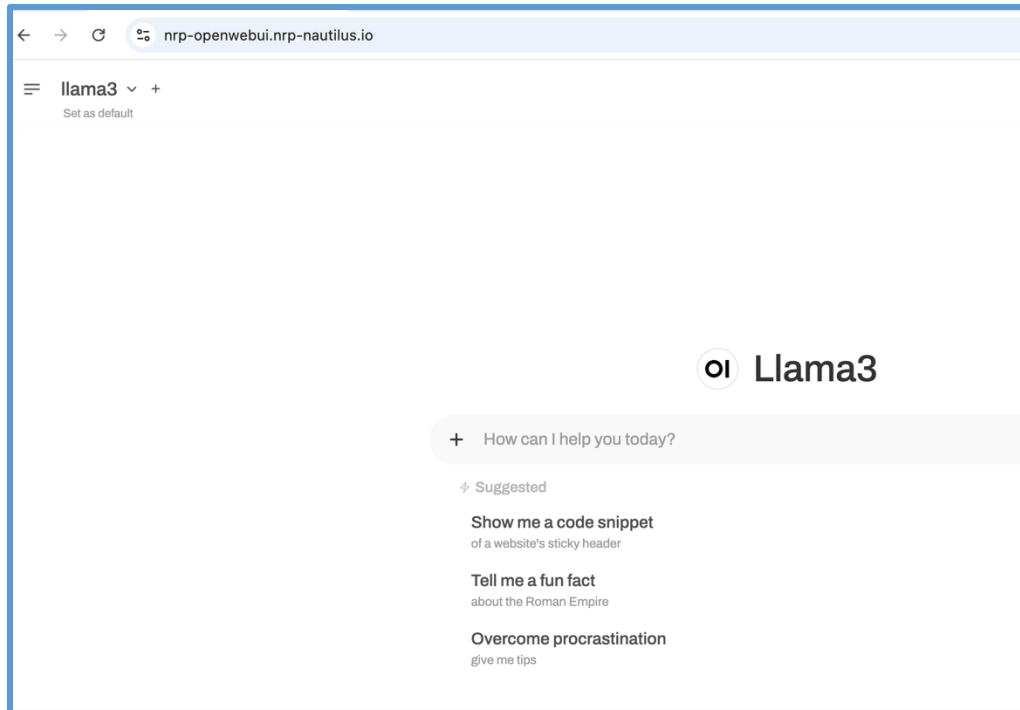 nrp-openwebui.nrp-nautilus.io
llama3
Set as default
OI Llama3
How can I help you today?
Suggested
Show me a code snippet
of a website's sticky header
Tell me a fun fact
about the Roman Empire
Overcome procrastination
give me tips